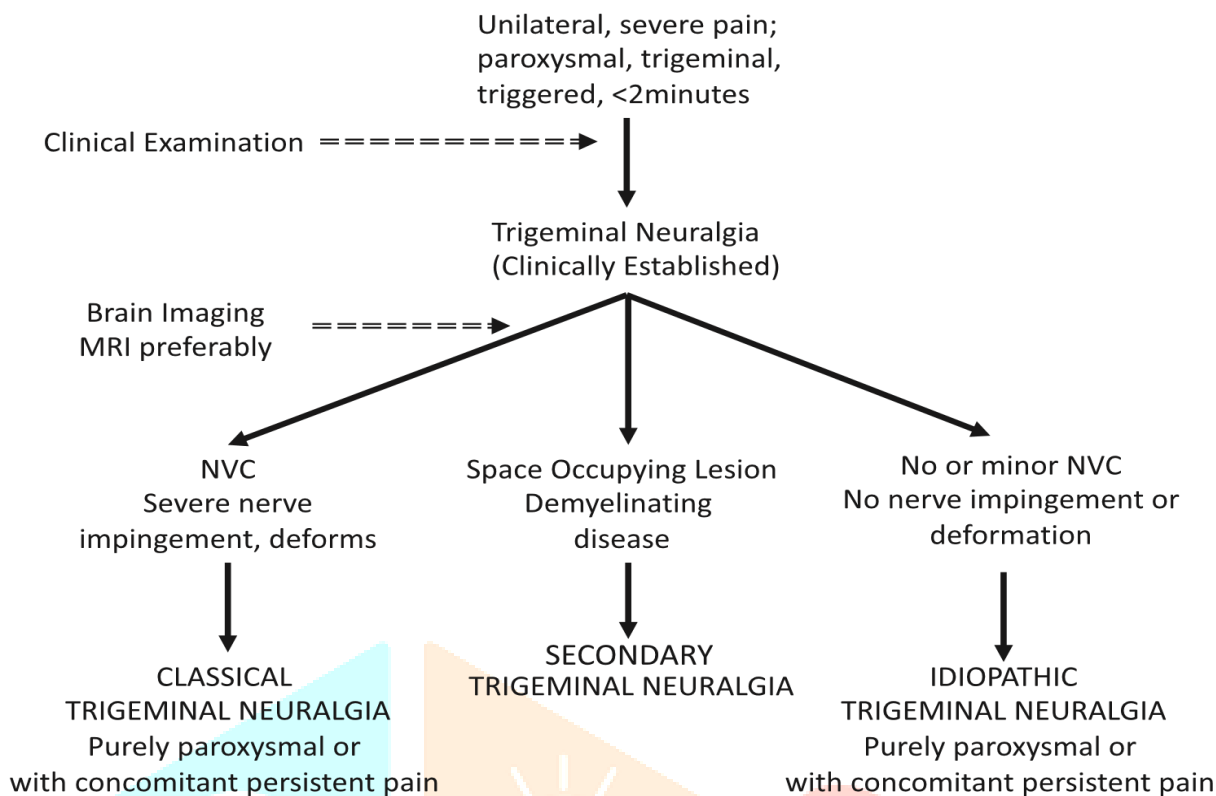 Unilateral, severe pain;
paroxysmal, trigeminal,
triggered, <2minutes
Clinical Examination
Trigeminal Neuralgia
(Clinically Established)
Brain Imaging
MRI preferably
NVC
Severe nerve
impingement, deforms
Space Occupying Lesion
Demyelinating
disease
No or minor NVC
No nerve impingement or
deformation
CLASSICAL
TRIGEMINAL NEURALGIA
Purely paroxysmal or
with concomitant persistent pain
SECONDARY
TRIGEMINAL NEURALGIA
IDIOPATHIC
TRIGEMINAL NEURALGIA
Purely paroxysmal or
with concomitant persistent pain